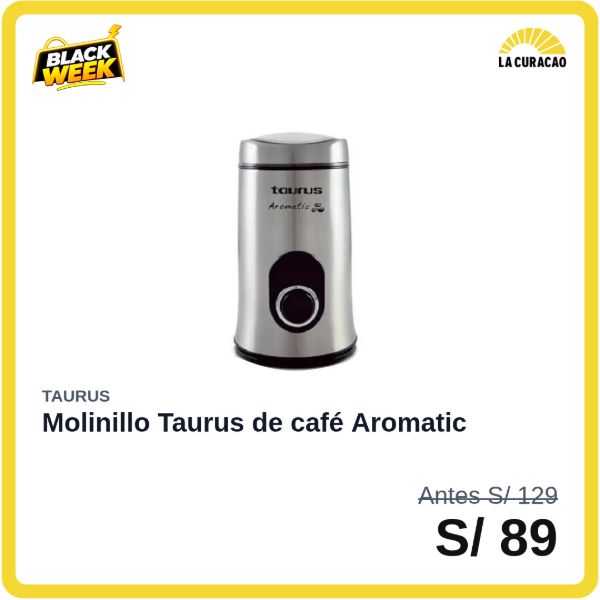 BLACK
WEEK
LA CURACAO
taurus
Aromatic
TAURUS
Molinillo Taurus de café Aromatic
Antes S/ 129
S/ 89